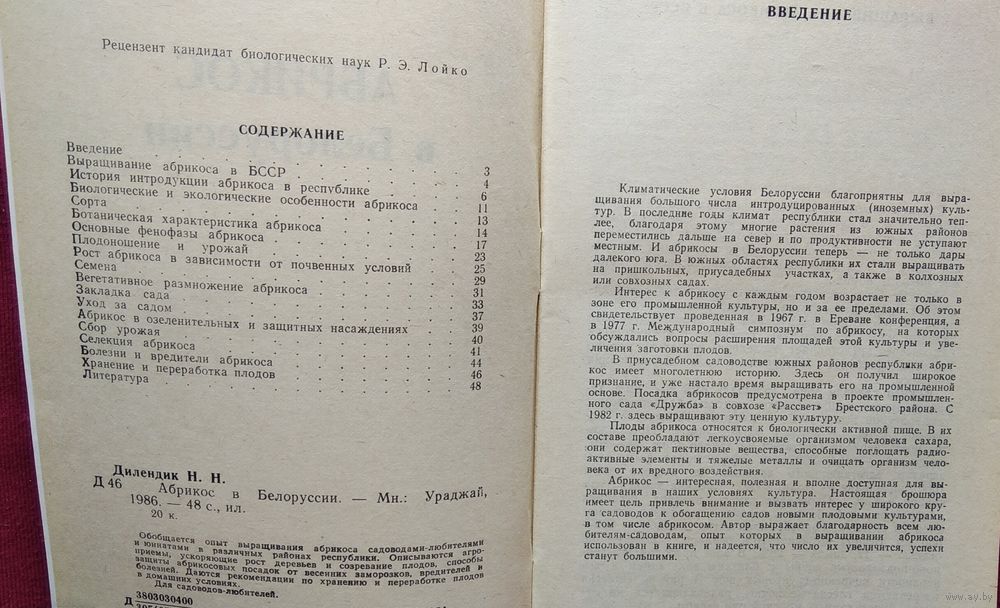 Рецензент кандидат биологических наук Р. Э. Лойко
СОДЕРЖАНИЕ
Введение . . . 3
Выращивание абрикоса в БССР . . . 4
История интродукции абрикоса в республике . . . 6
Биологические и экологические особенности абрикоса . . . 11
Сорта . . . 13
Ботаническая характеристика абрикоса . . . 14
Основные фенофазы абрикоса . . . 17
Плодоношение и урожай . . . 23
Рост абрикоса в зависимости от почвенных условий . . . 25
Семена . . . 29
Вегетативное размножение абрикоса . . . 31
Закладка сада . . . 33
Уход за садом . . . 37
Абрикос в озеленительных и защитных насаждениях . . . 39
Сбор урожая . . . 40
Селекция абрикоса . . . 41
Болезни и вредители абрикоса . . . 44
Хранение и переработка плодов . . . 46
Литература . . . 48
Дилендик Н. Н.
Д 46 Абрикос в Белоруссии. — Мн.: Ураджай,
1986. — 48 с., ил.
20 к.
Обобщается опыт выращивания абрикоса садоводами-любителями
и юннатами в различных районах республики. Описываются агро-
приемы, ускоряющие рост деревьев и созревание плодов, способы
защиты абрикосовых посадок от весенних заморозков, вредителей и
болезней. Даются рекомендации по хранению и переработке плодов
в домашних условиях.
Для садоводов-любителей.
Д 3803030400
ВВЕДЕНИЕ
Климатические условия Белоруссии благоприятны для выра-
щивания большого числа интродуцированных (иноземных) куль-
тур. В последние годы климат республики стал значительно теп-
лее, благодаря этому многие растения из южных районов
переместились дальше на север и по продуктивности не уступают
местным. И абрикосы в Белоруссии теперь — не только дары
далекого юга. В южных областях республики их стали выращивать
на пришкольных, приусадебных участках, а также в колхозных
или совхозных садах.
Интерес к абрикосу с каждым годом возрастает не только в
зоне его промышленной культуры, но и за ее пределами. Об этом
свидетельствует проведенная в 1967 г. в Ереване конференция, а
в 1977 г. Международный симпозиум по абрикосу, на которых
обсуждались вопросы расширения площадей этой культуры и уве-
личения заготовки плодов.
В приусадебном садоводстве южных районов республики абри-
кос имеет многолетнюю историю. Здесь он получил широкое
признание, и уже настало время выращивать его на промышленной
основе. Посадка абрикосов предусмотрена в проекте промышлен-
ного сада «Дружба» в совхозе «Рассвет» Брестского района. С
1982 г. здесь выращивают эту ценную культуру.
Плоды абрикоса относятся к биологически активной пище. В их
составе преобладают легкоусвояемые организмом человека сахара,
они содержат пектиновые вещества, способные поглощать радио-
активные элементы и тяжелые металлы и очищать организм чело-
века от их вредного воздействия.
Абрикос — интересная, полезная и вполне доступная для вы-
ращивания в наших условиях культура. Настоящая брошюра
имеет цель привлечь внимание и вызвать интерес у широкого кру-
га садоводов к обогащению садов новыми плодовыми культурами,
в том числе абрикосом. Автор выражает благодарность всем лю-
бителям-садоводам, опыт которых в выращивании абрикоса
использован в книге, и надеется, что число их увеличится, успехи
станут большими.
www.ay.by